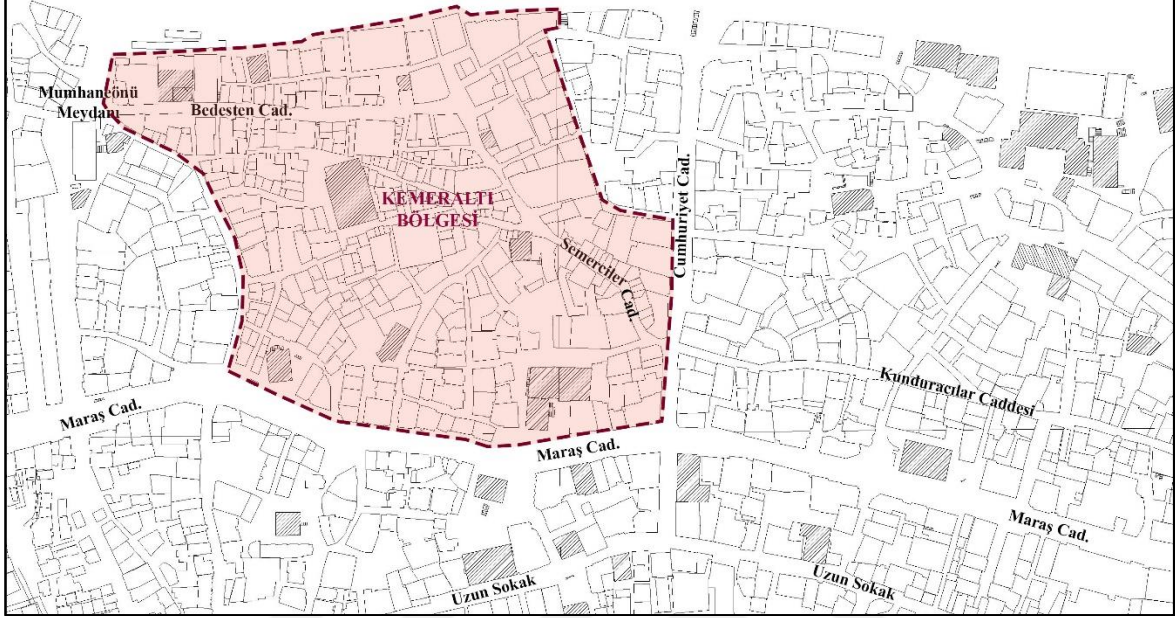 Mumhaneönü
Meydanı
Bedesten Cad.
KEMERALTI
BÖLGESİ
Semerciler Cad.
Cumhuriyet Cad.
Kunduracılar Caddesi
Maraş Cad.
Maraş Cad.
Maraş Cad.
Uzun Sokak
Uzun Sokak